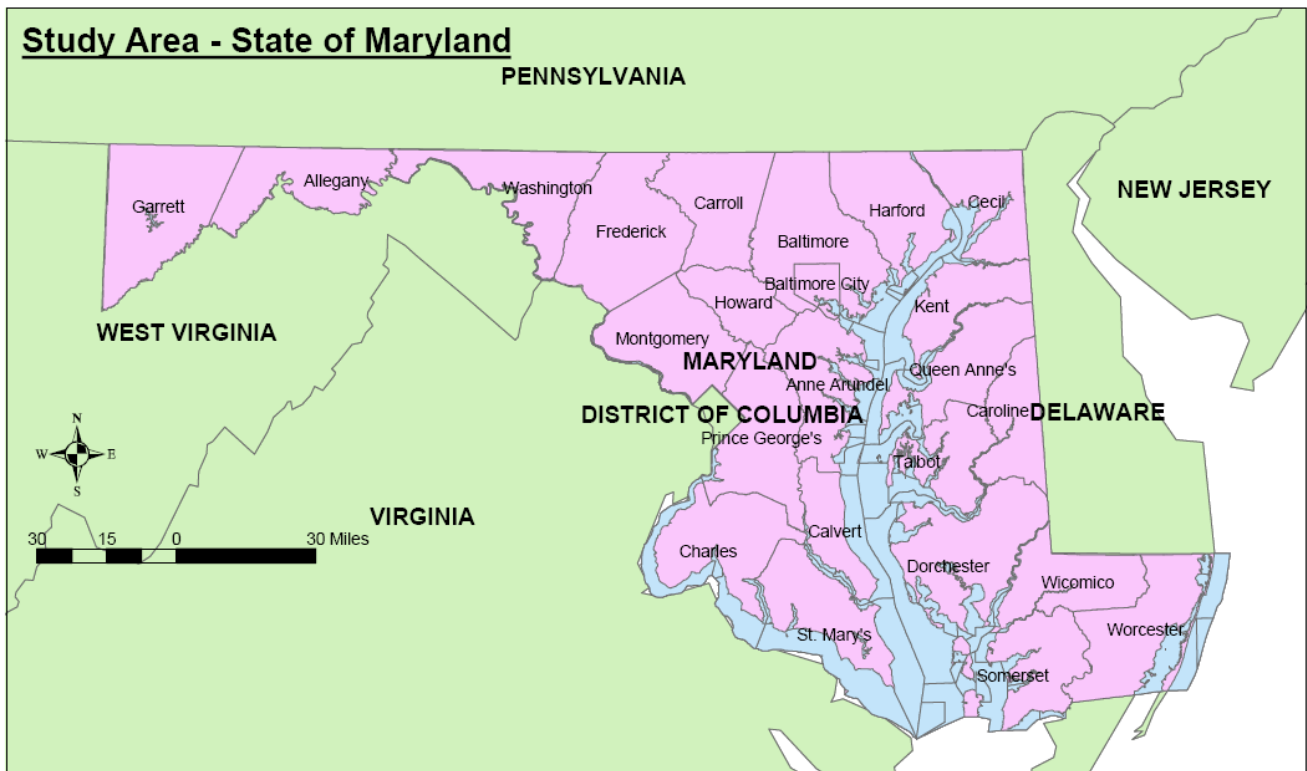 Study Area - State of Maryland
PENNSYLVANIA
NEW JERSEY
Garrett
Allegany
Washington
Frederick
Carroll
Baltimore
Harford
Cecil
Baltimore City
Howard
Kent
WEST VIRGINIA
Montgomery
MARYLAND
Anne Arundel
Queen Anne's
DISTRICT OF COLUMBIA
Caroline
DELAWARE
Prince George's
Talbot
N
W
E
S
VIRGINIA
30 15 0 30 Miles
Charles
Calvert
Dorchester
Wicomico
St. Mary's
Worcester
Somerset